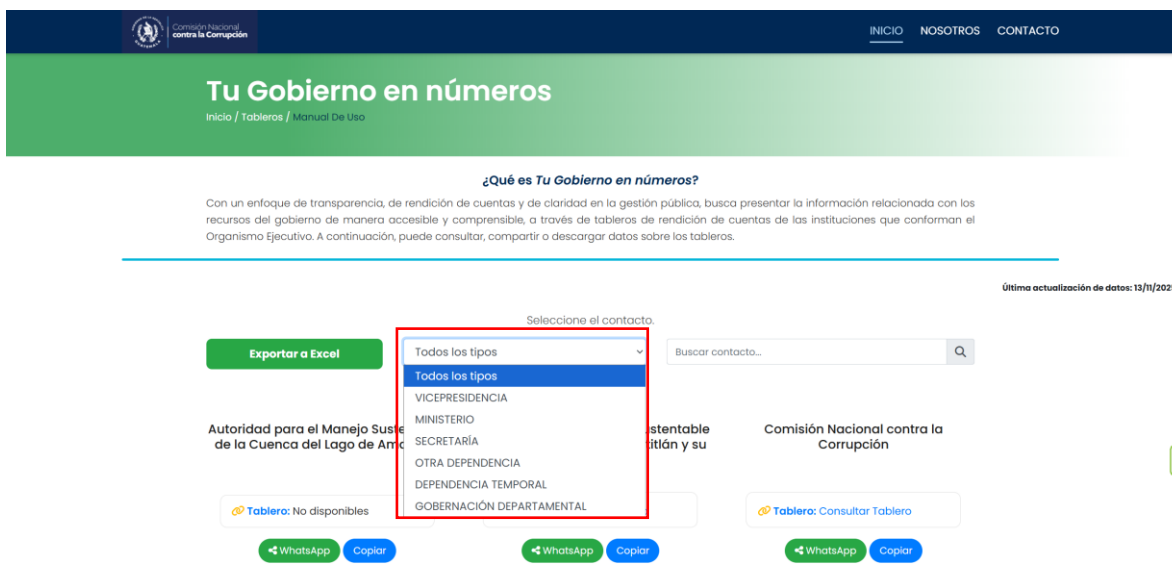 Comisión Nacional
contra la Corrupción
INICIO NOSOTROS CONTACTO
Tu Gobierno en números
Inicio / Tableros / Manual De Uso
¿Qué es Tu Gobierno en números?
Con un enfoque de transparencia, de rendición de cuentas y de claridad en la gestión pública, busca presentar la información relacionada con los
recursos del gobierno de manera accesible y comprensible, a través de tableros de rendición de cuentas de las instituciones que conforman el
Organismo Ejecutivo. A continuación, puede consultar, compartir o descargar datos sobre los tableros.
Última actualización de datos: 13/11/202
Seleccione el contacto.
Exportar a Excel
Todos los tipos
Buscar contacto...
Todos los tipos
VICEPRESIDENCIA
MINISTERIO
SECRETARÍA
OTRA DEPENDENCIA
DEPENDENCIA TEMPORAL
GOBERNACIÓN DEPARTAMENTAL
Autoridad para el Manejo Suste
de la Cuenca del Lago de Am
stentable
titlán y su
Comisión Nacional contra la
Corrupción
Tablero: No disponibles
Tablero: Consultar Tablero
WhatsApp Copiar
WhatsApp Copiar
WhatsApp Copiar